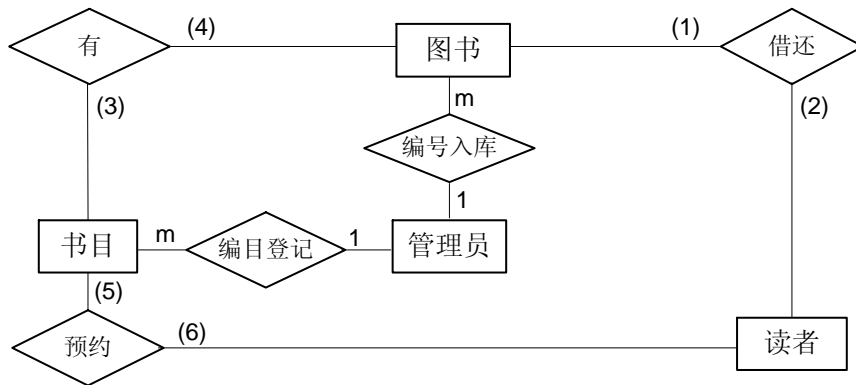 有
(4)
图书
(1)
借还
(3)
m
(2)
编号入库
1
书目
m
编目登记
1
管理员
(5)
预约
(6)
读者